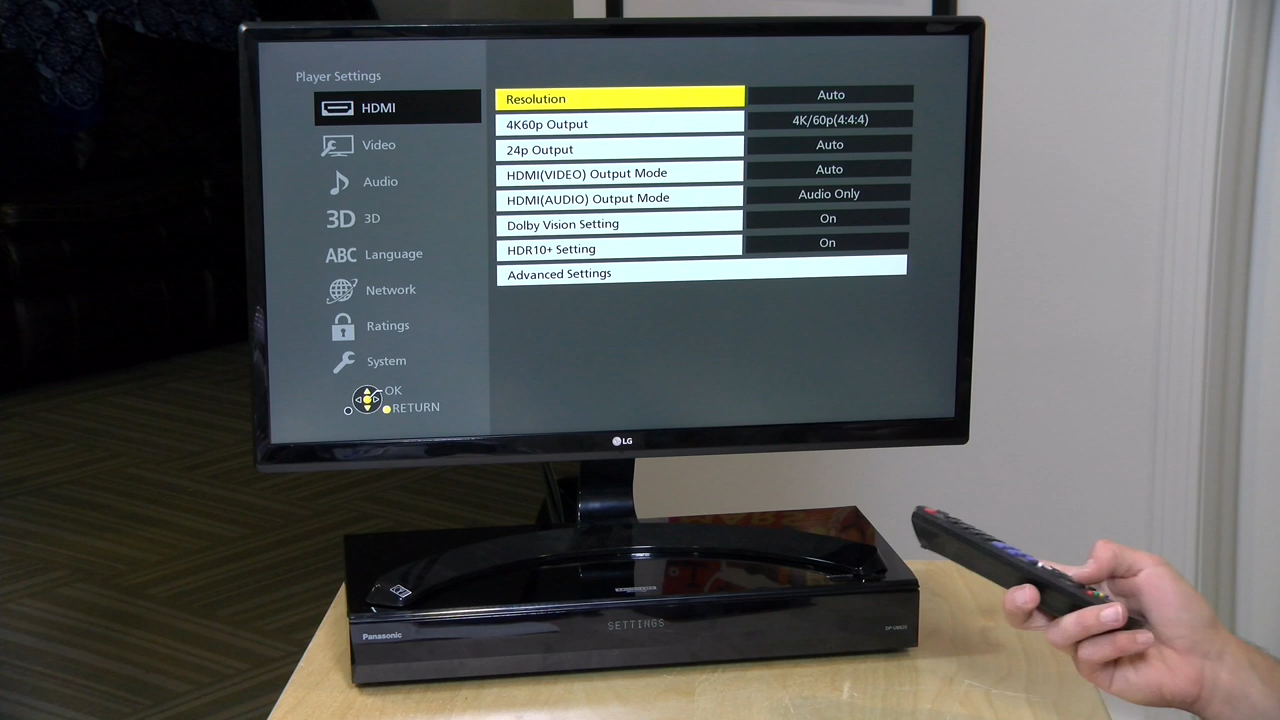 Player Settings
HDMI
Video
Audio
3D 3D
ABC Language
Network
Ratings
System
OK
RETURN
Resolution Auto
4K60p Output 4K/60p(4:4:4)
24p Output Auto
HDMI(VIDEO) Output Mode Auto
HDMI(AUDIO) Output Mode Audio Only
Dolby Vision Setting On
HDR10+ Setting On
Advanced Settings
LG
SETTINGS
Panasonic